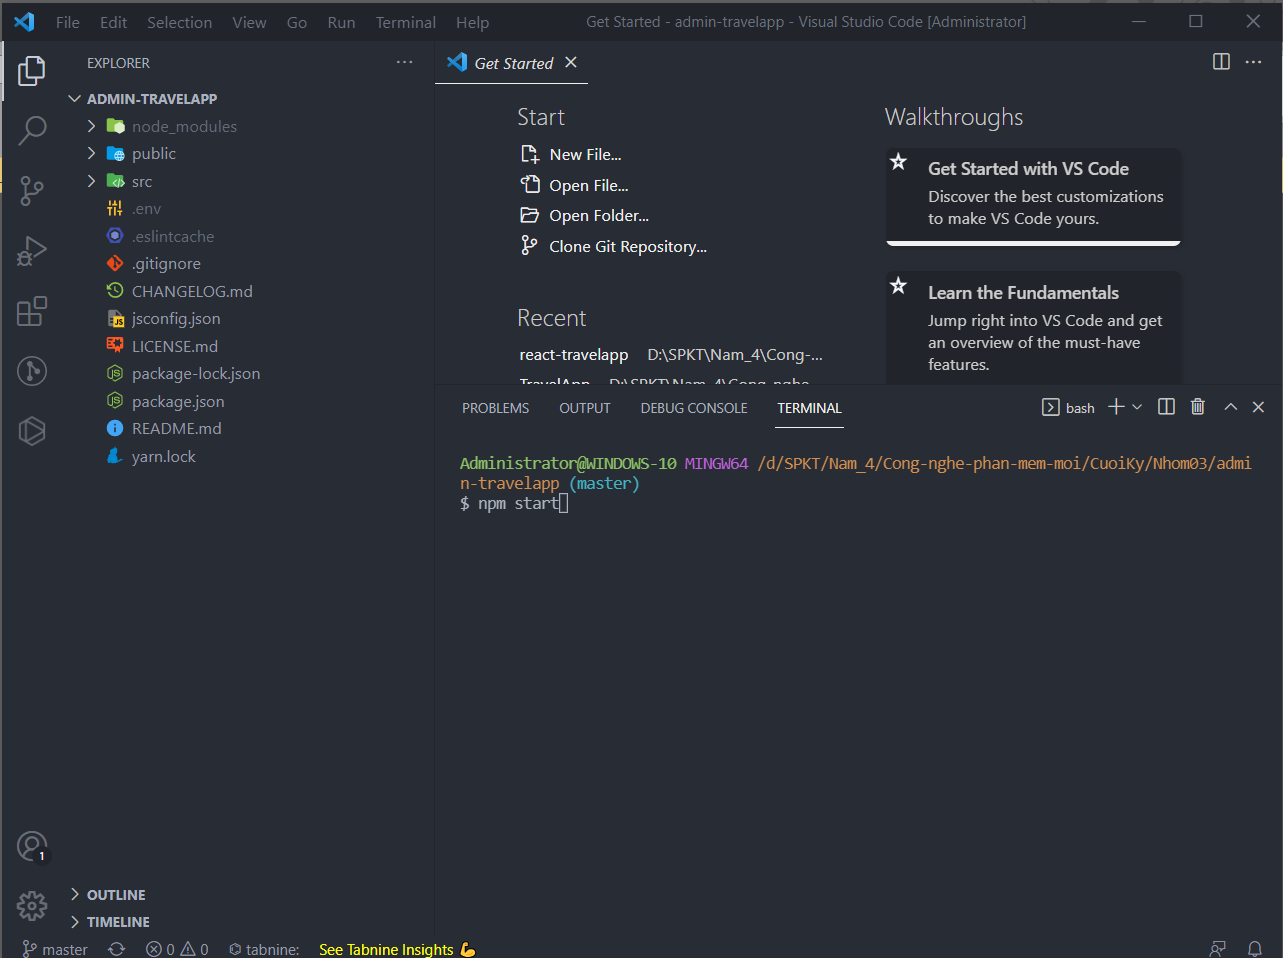 File Edit Selection View Go Run Terminal Help
Get Started - admin-travelapp - Visual Studio Code [Administrator]
EXPLORER
ADMIN-TRAVELAPP
node_modules
public
src
.env
.eslintcache
.gitignore
CHANGELOG.md
jsconfig.json
LICENSE.md
package-lock.json
package.json
README.md
yarn.lock
OUTLINE
TIMELINE
Get Started
Start
New File...
Open File...
Open Folder...
Clone Git Repository...
Recent
react-travelapp D:\SPKT\Nam_4\Cong-...
TravelApp D:\SPKT\Nam_4\Cong-nghe
Walkthroughs
Get Started with VS Code
Discover the best customizations
to make VS Code yours.
Learn the Fundamentals
Jump right into VS Code and get
an overview of the must-have
features.
PROBLEMS OUTPUT DEBUG CONSOLE TERMINAL
bash
Administrator@WINDOWS-10 MINGW64 /d/SPKT/Nam_4/Cong-nghe-phan-mem-moi/CuoiKy/Nhom03/admi
n-travelapp (master)
$ npm start
1
master 0 0 tabnine: See Tabnine Insights 💪